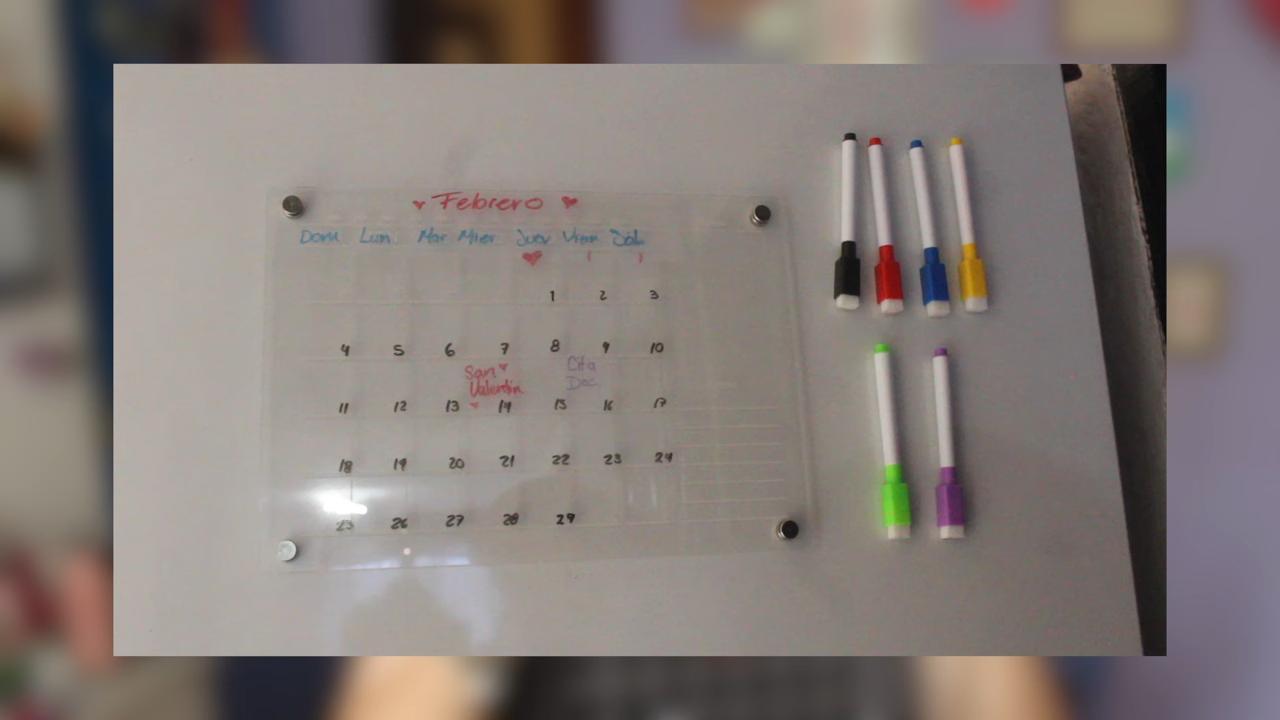 Febrero
Dom Lun Mar Mier Juev Vier Sáb
1 2 3
4 5 6 7 8 9 10
San Valentín
Cita Doc
11 12 13 14 15 16 17
18 19 20 21 22 23 24
25 26 27 28 29